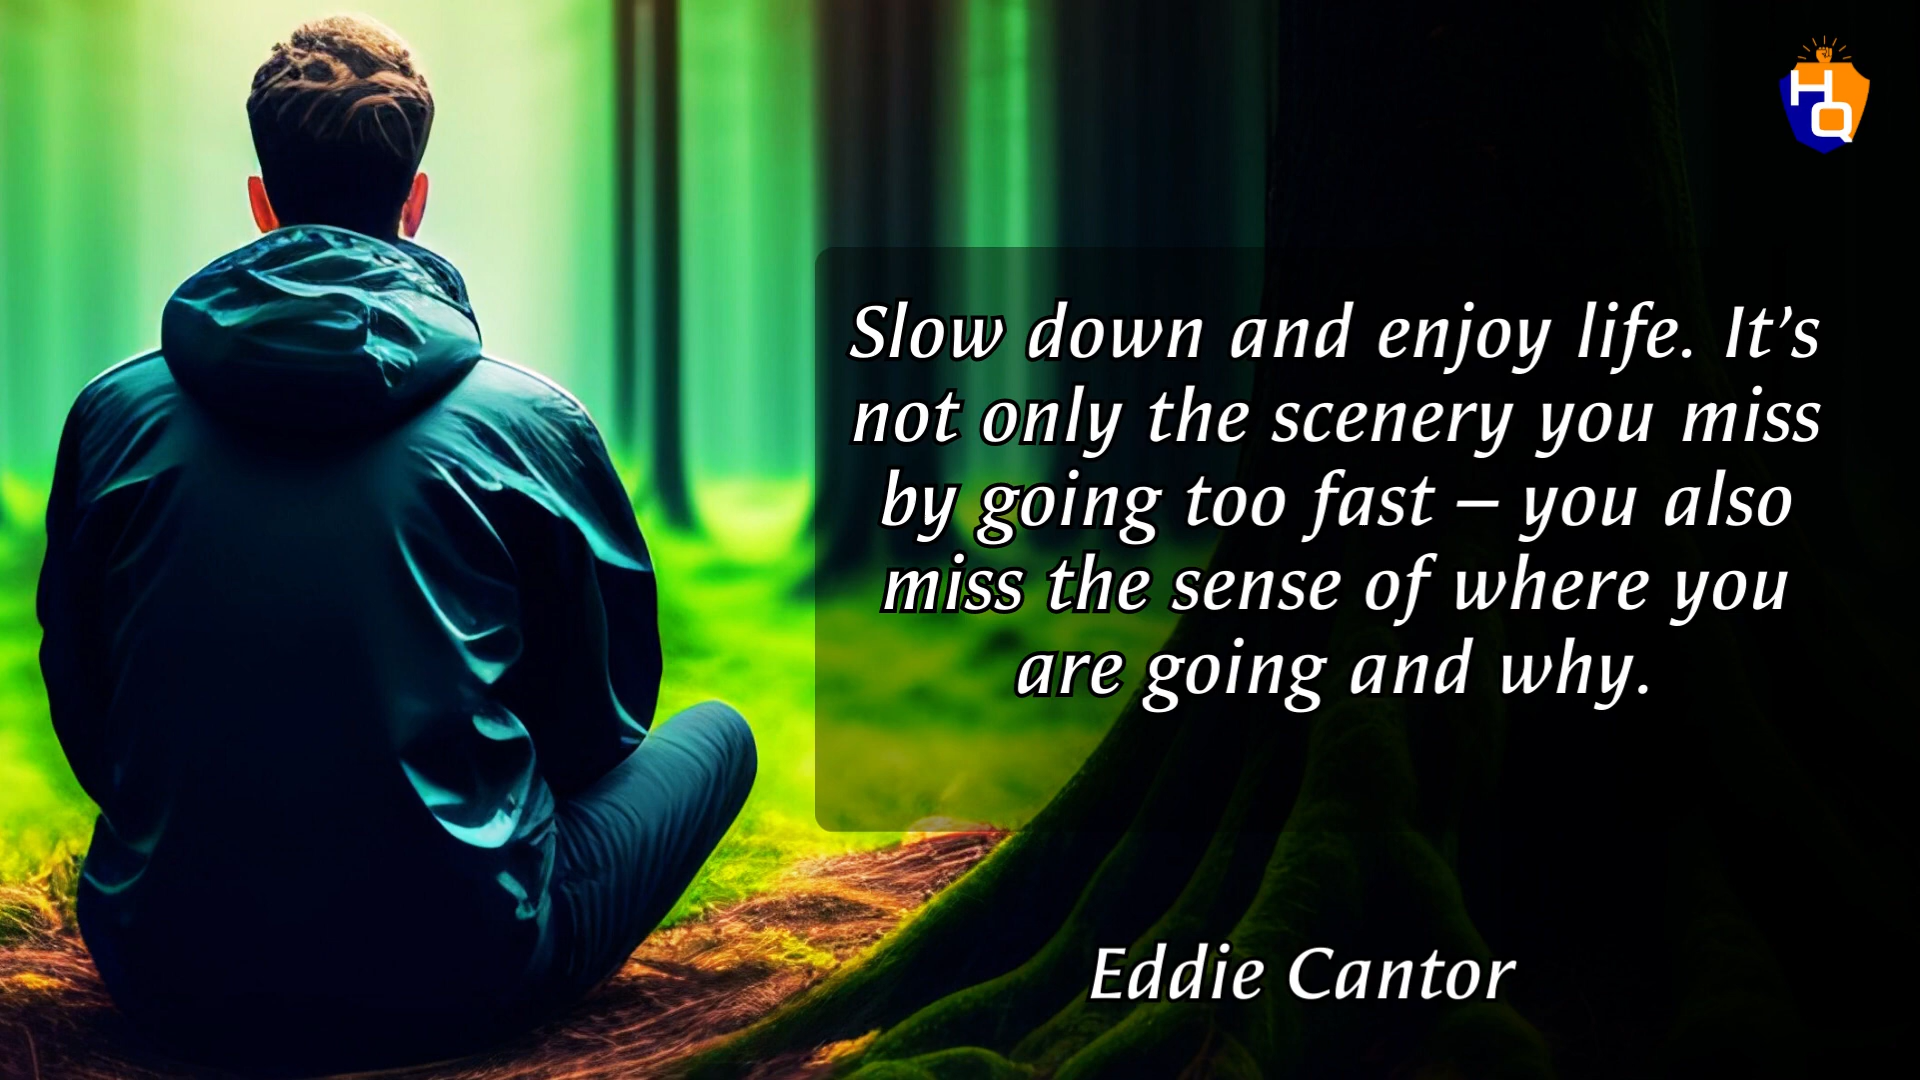 HQ
Slow down and enjoy life. It’s
not only the scenery you miss
by going too fast – you also
miss the sense of where you
are going and why.
Eddie Cantor